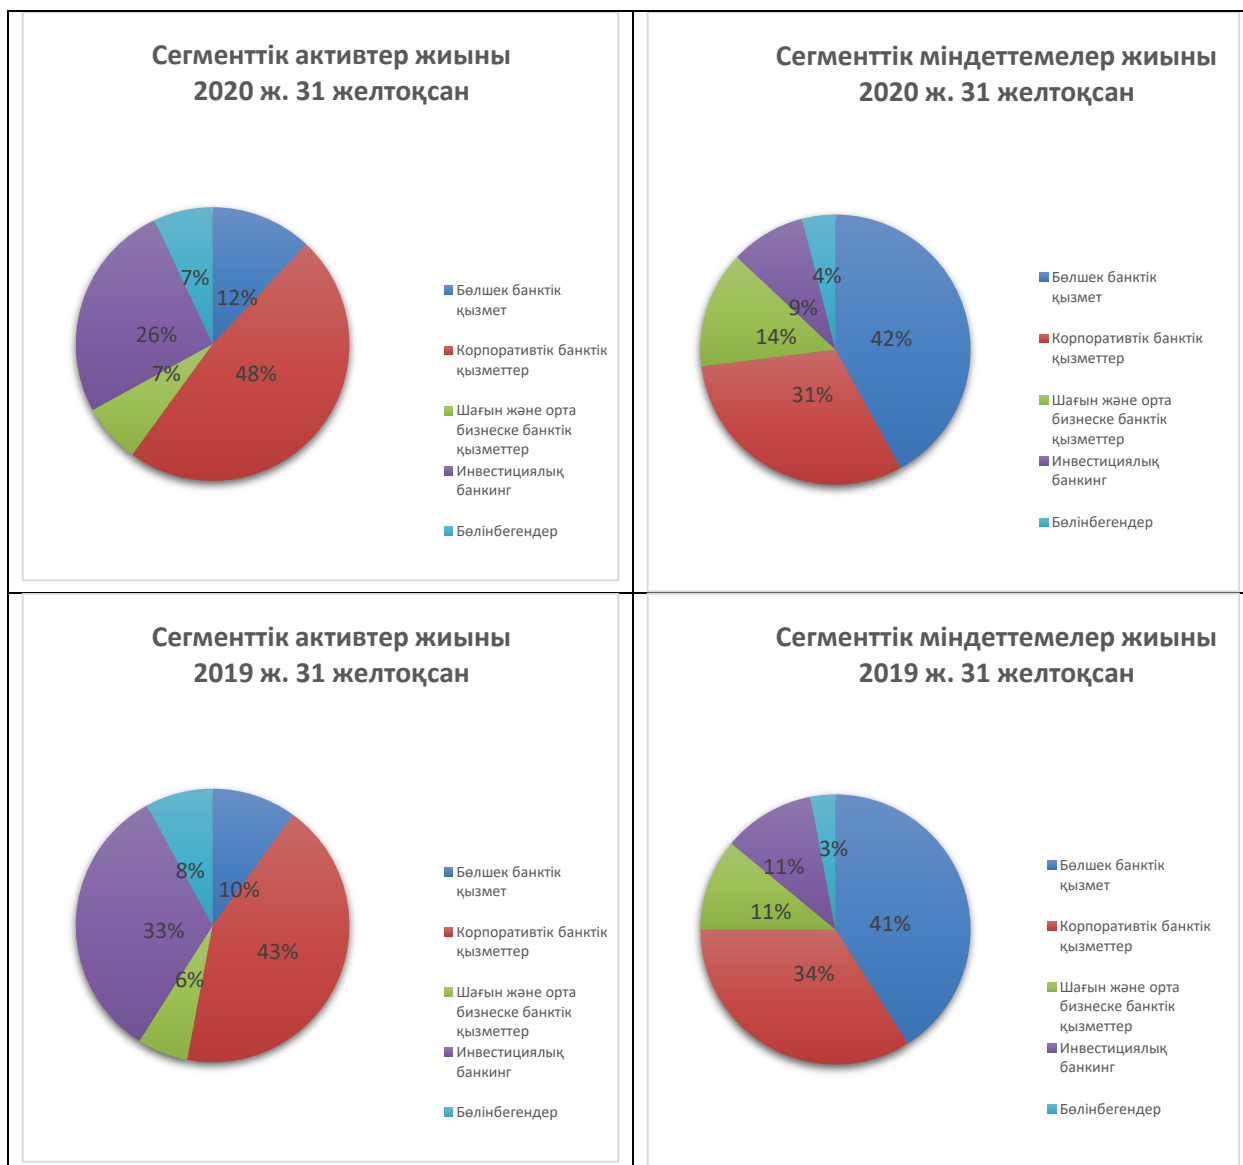 Сегменттік активтер жиыны
2020 ж. 31 желтоқсан
7%
12%
26%
7%
48%
Бөлшек банктік
қызмет
Корпоративтік банктік
қызметтер
Шағын және орта
бизнеске банктік
қызметтер
Инвестициялық
банкинг
Бөлінбегендер
Сегменттік міндеттемелер жиыны
2020 ж. 31 желтоқсан
4%
9%
14%
42%
31%
Бөлшек банктік
қызмет
Корпоративтік банктік
қызметтер
Шағын және орта
бизнеске банктік
қызметтер
Инвестициялық
банкинг
Бөлінбегендер
Сегменттік активтер жиыны
2019 ж. 31 желтоқсан
8%
10%
33%
43%
6%
Бөлшек банктік
қызмет
Корпоративтік банктік
қызметтер
Шағын және орта
бизнеске банктік
қызметтер
Инвестициялық
банкинг
Бөлінбегендер
Сегменттік міндеттемелер жиыны
2019 ж. 31 желтоқсан
3%
11%
11%
41%
34%
Бөлшек банктік
қызмет
Корпоративтік банктік
қызметтер
Шағын және орта
бизнеске банктік
қызметтер
Инвестициялық
банкинг
Бөлінбегендер